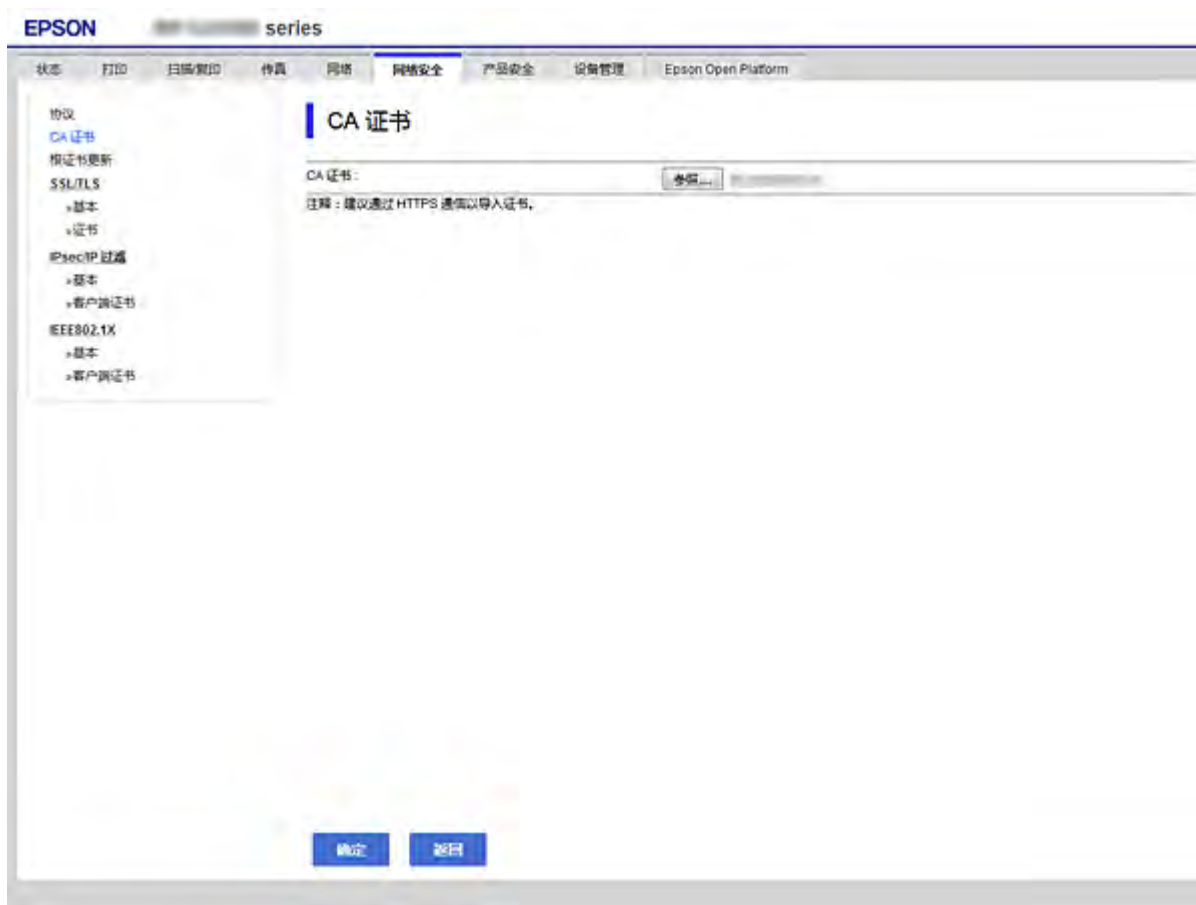 EPSON series
状态 打印 扫描/复印 传真 网络 网络安全 产品安全 设备管理 Epson Open Platform
协议
CA 证书
根证书更新
SSL/TLS
»基本
»证书
IPsec/IP 过滤
»基本
»客户端证书
IEEE802.1X
»基本
»客户端证书
CA 证书
CA 证书 :
参照...
注释：建议通过 HTTPS 通信以导入证书。
确定 返回